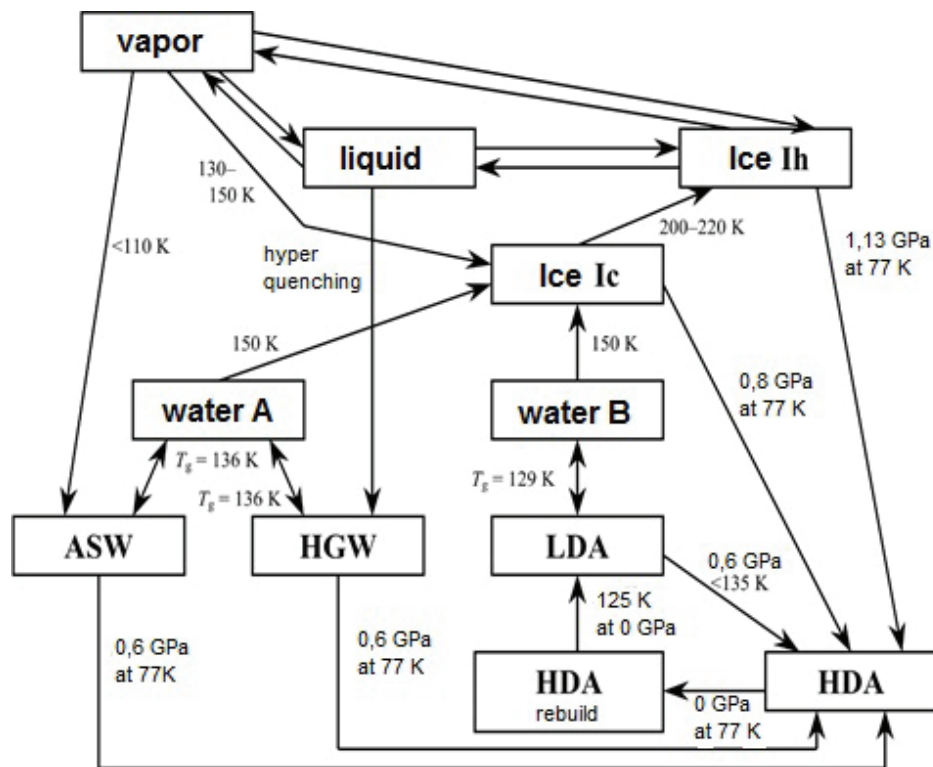 vapor
liquid
Ice Ih
130–
150 K
<110 K
hyper
quenching
200–220 K
1,13 GPa
at 77 K
Ice Ic
150 K
150 K
0,8 GPa
at 77 K
water A
water B
Tg = 136 K
Tg = 136 K
Tg = 129 K
ASW
HGW
LDA
0,6 GPa
<135 K
125 K
at 0 GPa
0,6 GPa
at 77K
0,6 GPa
at 77 K
HDA
rebuild
HDA
0 GPa
at 77 K